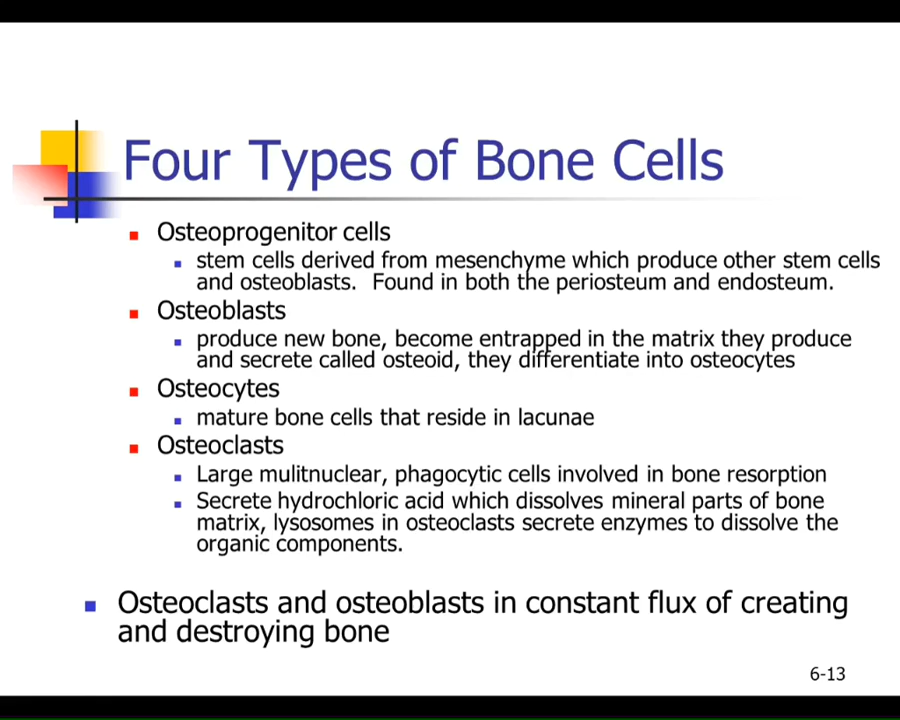 Four Types of Bone Cells
Osteoprogenitor cells
stem cells derived from mesenchyme which produce other stem cells
and osteoblasts. Found in both the periosteum and endosteum.
Osteoblasts
produce new bone, become entrapped in the matrix they produce
and secrete called osteoid, they differentiate into osteocytes
Osteocytes
mature bone cells that reside in lacunae
Osteoclasts
Large mulitnuclear, phagocytic cells involved in bone resorption
Secrete hydrochloric acid which dissolves mineral parts of bone
matrix, lysosomes in osteoclasts secrete enzymes to dissolve the
organic components.
Osteoclasts and osteoblasts in constant flux of creating
and destroying bone
6-13